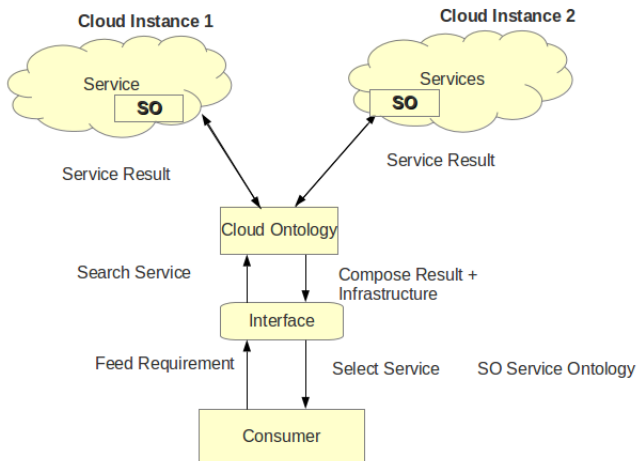 Cloud Instance 1
Cloud Instance 2
Service
SO
Services
SO
Service Result
Service Result
Cloud Ontology
Search Service
Compose Result +
Infrastructure
Interface
Feed Requirement
Select Service
SO Service Ontology
Consumer